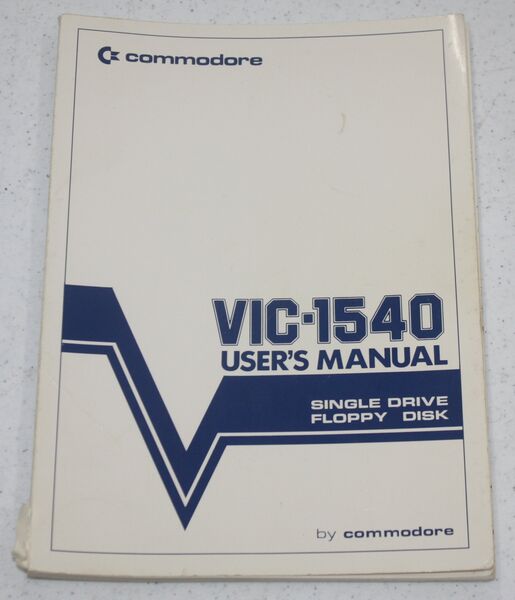 commodore
VIC-1540
USER'S MANUAL
SINGLE DRIVE
FLOPPY DISK
by commodore